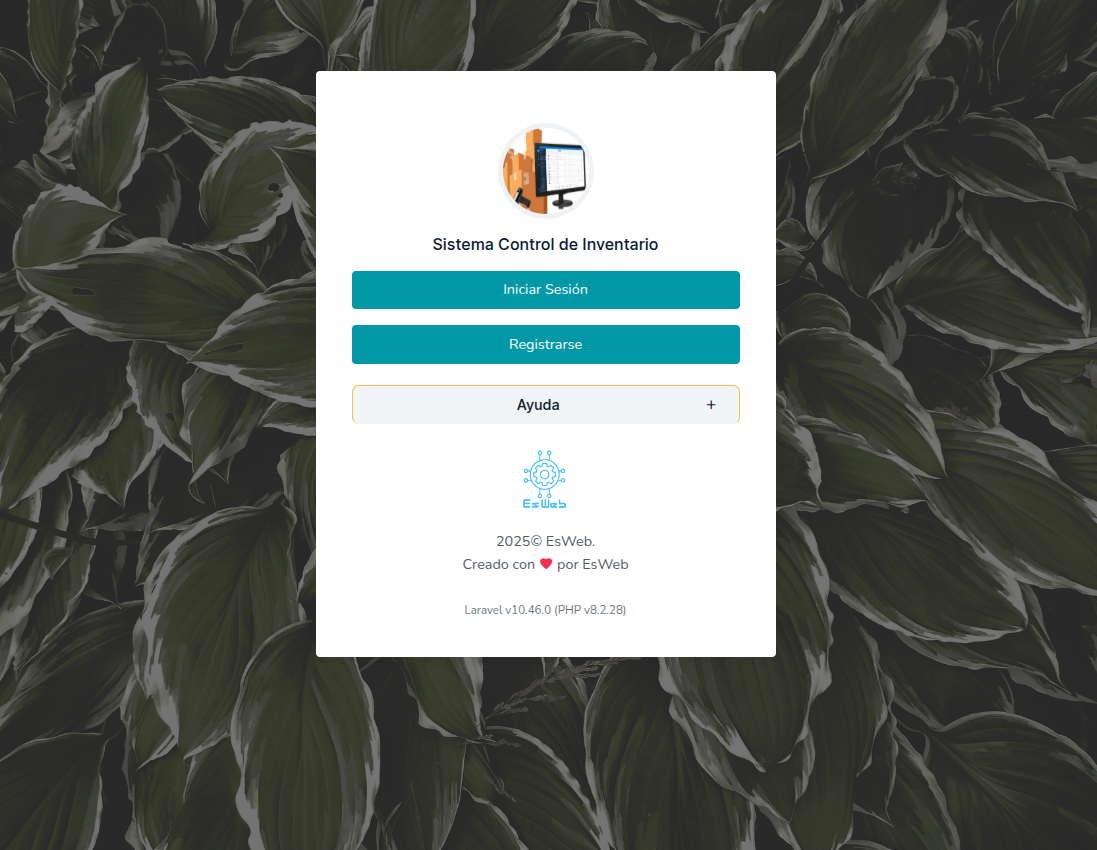 Sistema Control de Inventario
Iniciar Sesión
Registrarse
Ayuda +
EsWeb
2025© EsWeb.
Creado con ❤ por EsWeb
Laravel v10.46.0 (PHP v8.2.28)